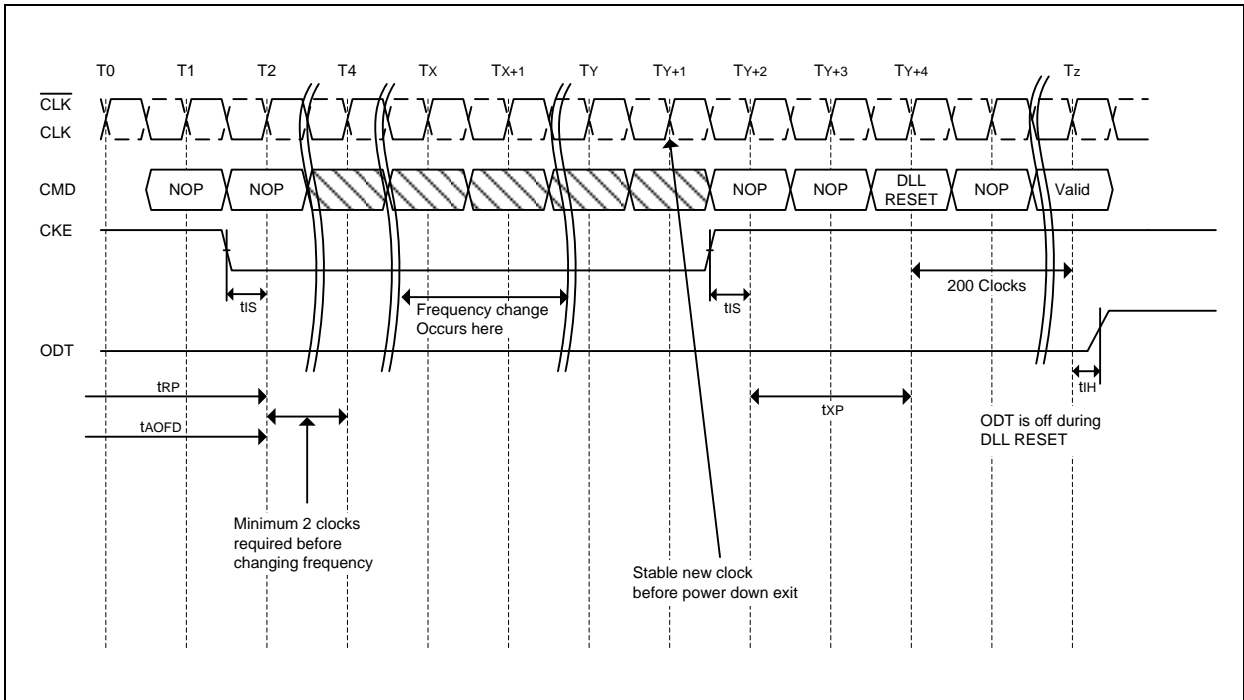 T0 T1 T2 T4 TX TX+1 TY TY+1 TY+2 TY+3 TY+4 Tz
CLK
CLK
CMD NOP NOP NOP NOP DLL RESET NOP Valid
CKE
tIS
Frequency change
Occurs here
tIS
200 Clocks
ODT
tIH
tRP
tXP
ODT is off during
DLL RESET
tAOFD
Minimum 2 clocks
required before
changing frequency
Stable new clock
before power down exit